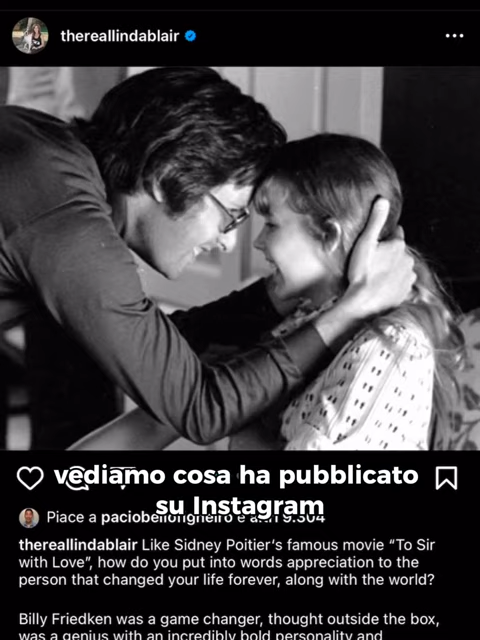 thereallindablair
vediamo cosa ha pubblicato
su Instagram
Piace a
thereallindablair Like Sidney Poitier's famous movie “To Sir
with Love”, how do you put into words appreciation to the
person that changed your life forever, along with the world?
Billy Friedken was a game changer, thought outside the box,
was a genius with an incredibly bold personality and